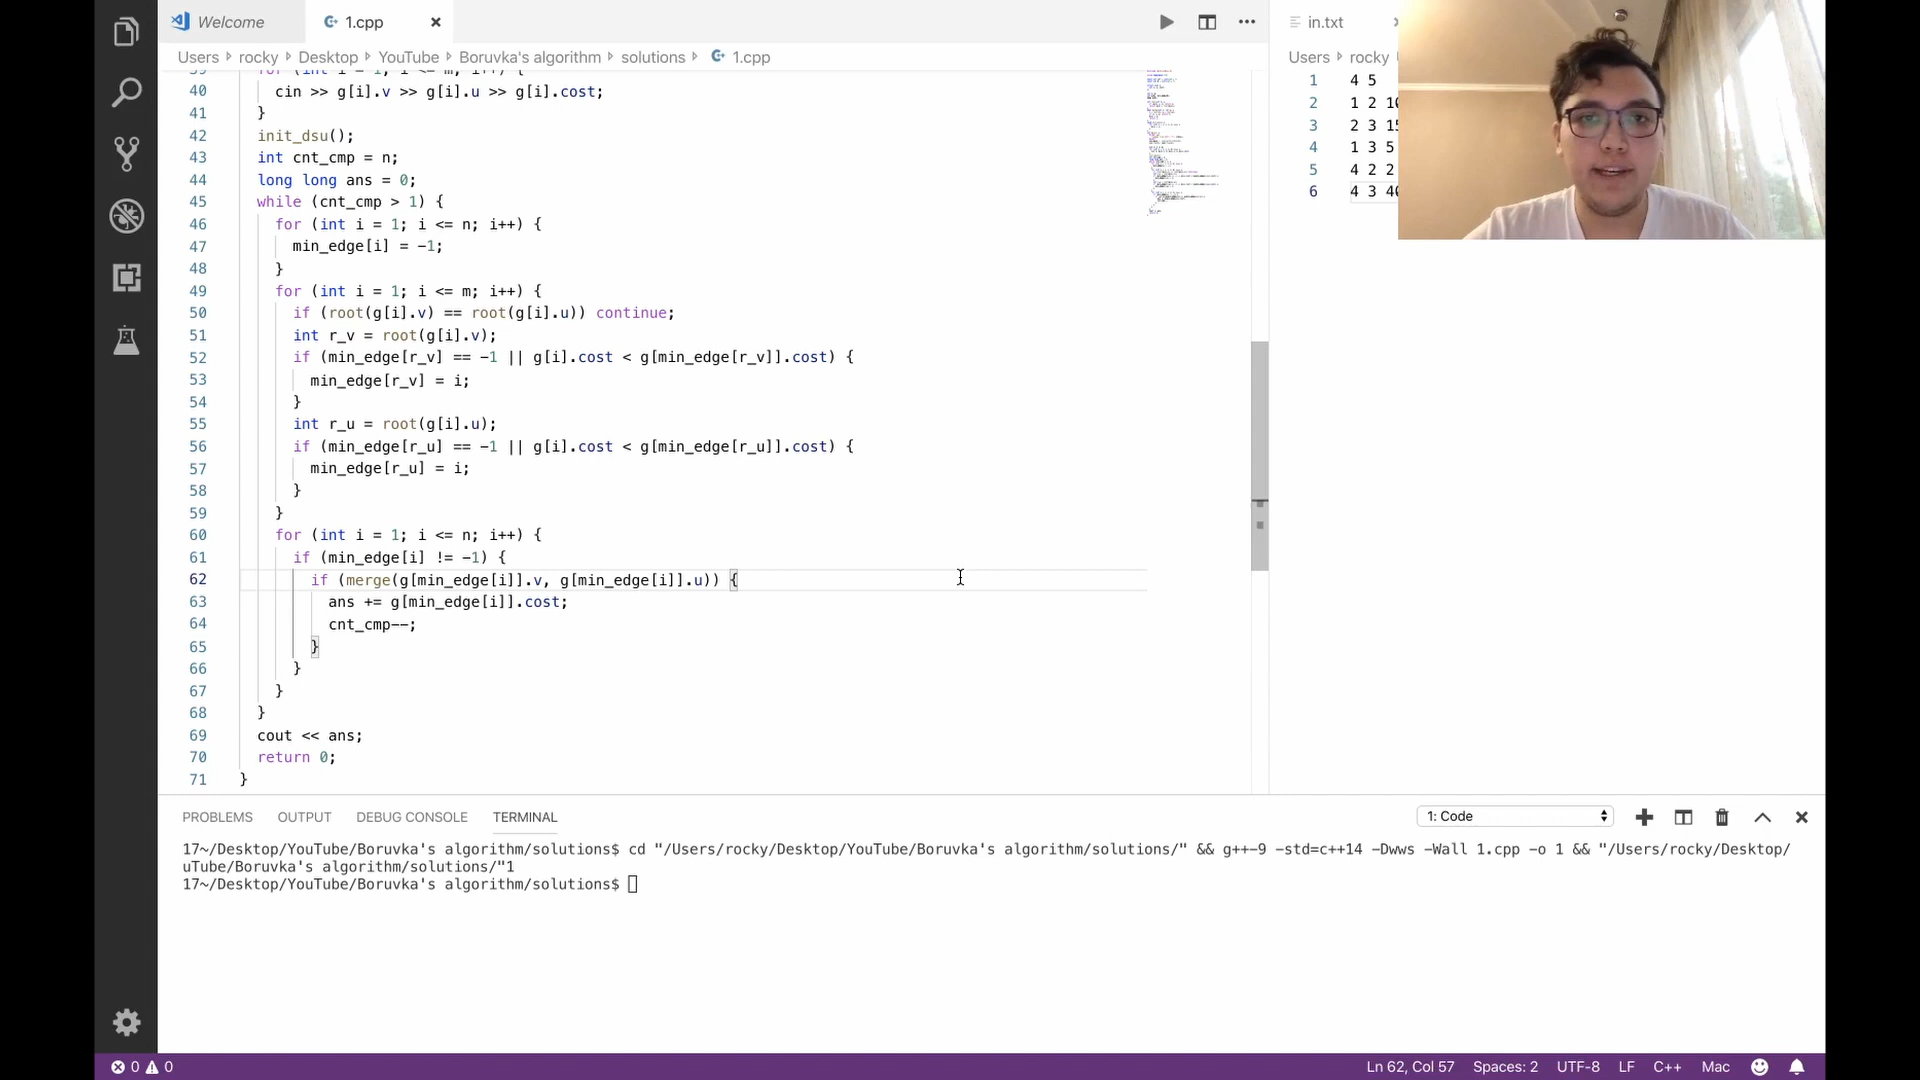 Welcome
1.cpp
in.txt
Users › rocky › Desktop › YouTube › Boruvka's algorithm › solutions › 1.cpp
Users › rocky
40 cin >> g[i].v >> g[i].u >> g[i].cost;
41 }
42 init_dsu();
43 int cnt_cmp = n;
44 long long ans = 0;
45 while (cnt_cmp > 1) {
46 for (int i = 1; i <= n; i++) {
47 min_edge[i] = -1;
48 }
49 for (int i = 1; i <= m; i++) {
50 if (root(g[i].v) == root(g[i].u)) continue;
51 int r_v = root(g[i].v);
52 if (min_edge[r_v] == -1 || g[i].cost < g[min_edge[r_v]].cost) {
53 min_edge[r_v] = i;
54 }
55 int r_u = root(g[i].u);
56 if (min_edge[r_u] == -1 || g[i].cost < g[min_edge[r_u]].cost) {
57 min_edge[r_u] = i;
58 }
59 }
60 for (int i = 1; i <= n; i++) {
61 if (min_edge[i] != -1) {
62 if (merge(g[min_edge[i]].v, g[min_edge[i]].u)) {
63 ans += g[min_edge[i]].cost;
64 cnt_cmp--;
65 }
66 }
67 }
68 }
69 cout << ans;
70 return 0;
71 }
1 4 5
2 1 2
3 2 3
4 1 3 5
5 4 2 2
6 4 3
PROBLEMS OUTPUT DEBUG CONSOLE TERMINAL
1: Code
17~/Desktop/YouTube/Boruvka's algorithm/solutions$ cd "/Users/rocky/Desktop/YouTube/Boruvka's algorithm/solutions/" && g++-9 -std=c++14 -Dwws -Wall 1.cpp -o 1 && "/Users/rocky/Desktop/
uTube/Boruvka's algorithm/solutions/"1
17~/Desktop/YouTube/Boruvka's algorithm/solutions$
0 0
Ln 62, Col 57 Spaces: 2 UTF-8 LF C++ Mac